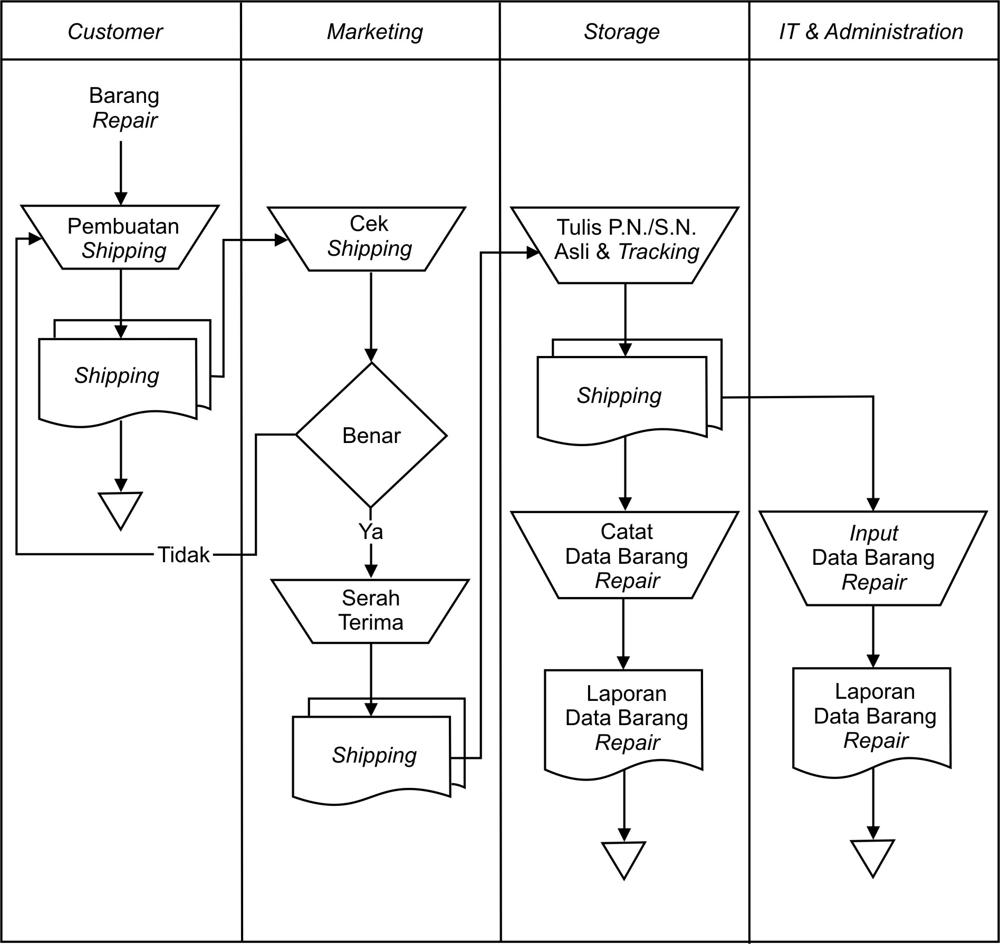 Customer
Marketing
Storage
IT & Administration
Barang
Repair
Pembuatan
Shipping
Shipping
Tidak
Cek
Shipping
Benar
Ya
Serah
Terima
Shipping
Tulis P.N./S.N.
Asli & Tracking
Shipping
Catat
Data Barang
Repair
Laporan
Data Barang
Repair
Input
Data Barang
Repair
Laporan
Data Barang
Repair